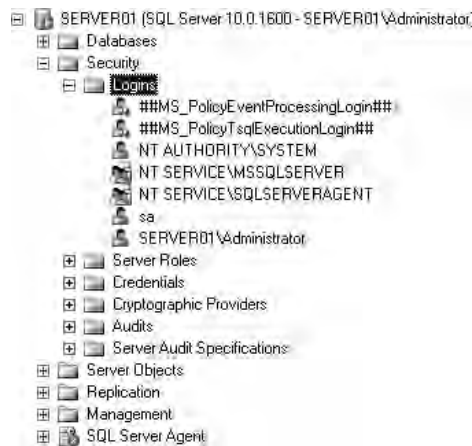 SERVER01 (SQL Server 10.0.1600 - SERVER01\Administrator)
Databases
Security
Logins
##MS_PolicyEventProcessingLogin##
##MS_PolicyTsqlExecutionLogin##
NT AUTHORITY\SYSTEM
NT SERVICE\MSSQLSERVER
NT SERVICE\SQLSERVERAGENT
sa
SERVER01\Administrator
Server Roles
Credentials
Cryptographic Providers
Audits
Server Audit Specifications
Server Objects
Replication
Management
SQL Server Agent